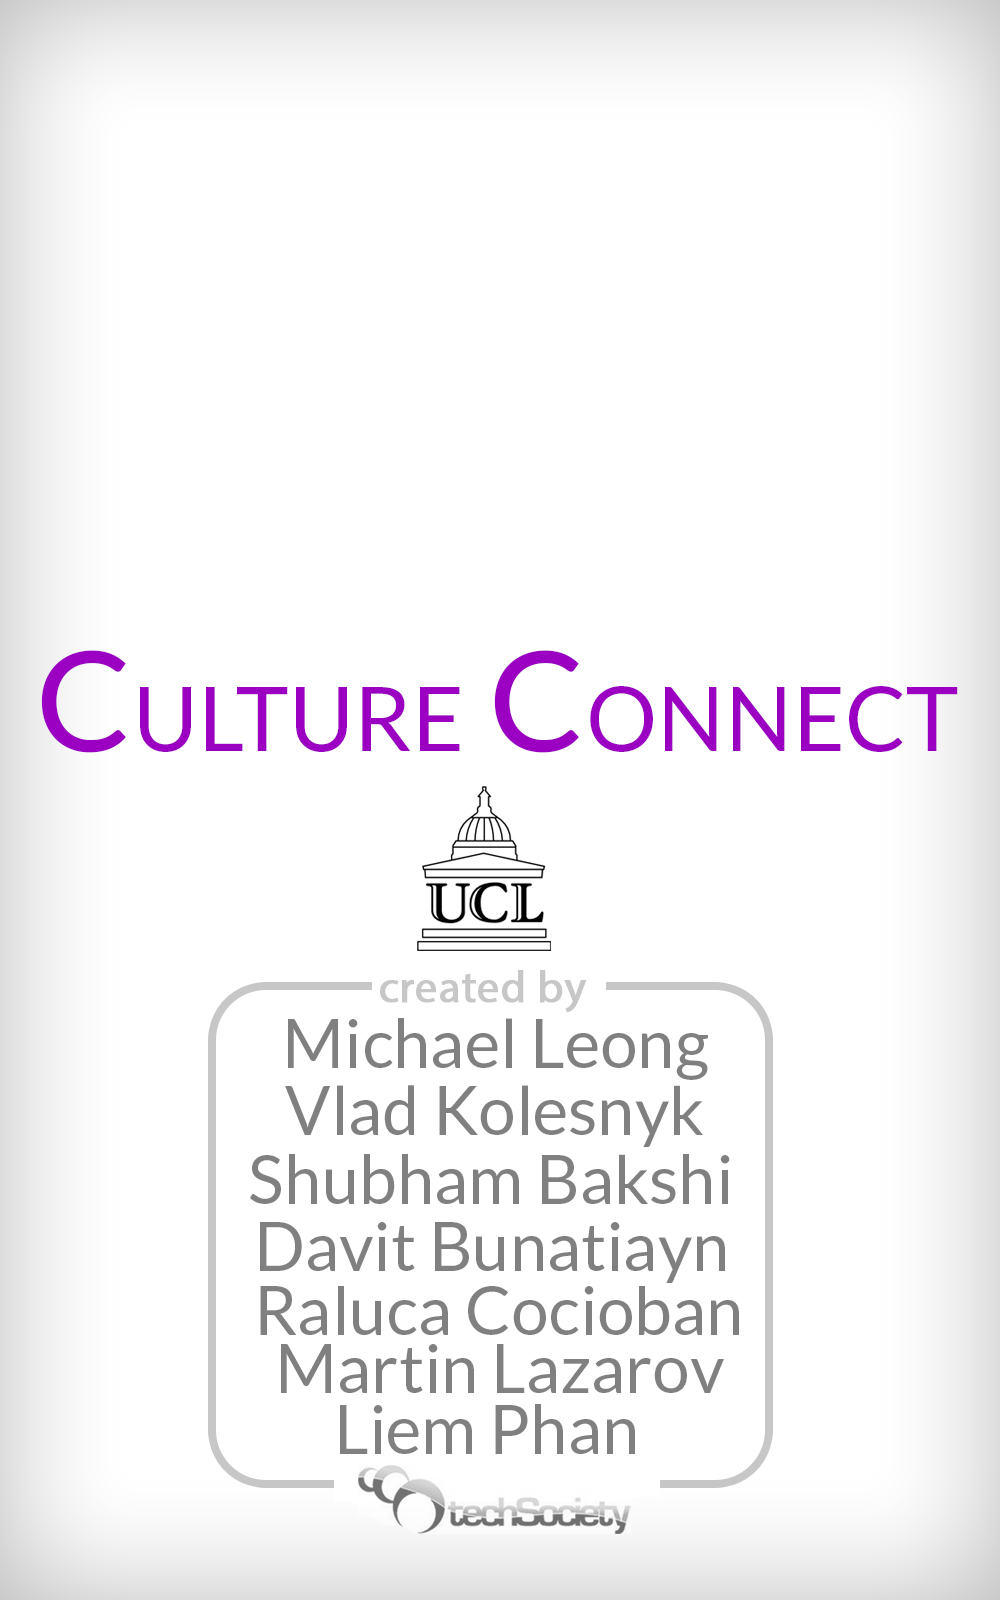 CULTURE CONNECT
UCL
created by
Michael Leong
Vlad Kolesnyk
Shubham Bakshi
Davit Bunatiayn
Raluca Cocioban
Martin Lazarov
Liem Phan
techSociety